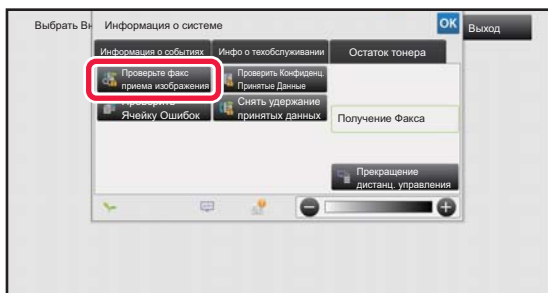 Выбрать Вн
Информация о системе
OK
Выход
Информация о событиях
Инфо о техобслуживании
Остаток тонера
Проверьте факс
приема изображения
Проверить Конфиденц.
Принятые Данные
Проверить
Ячейку Ошибок
Снять удержание
принятых данных
Получение Факса
Прекращение
дистанц. управления